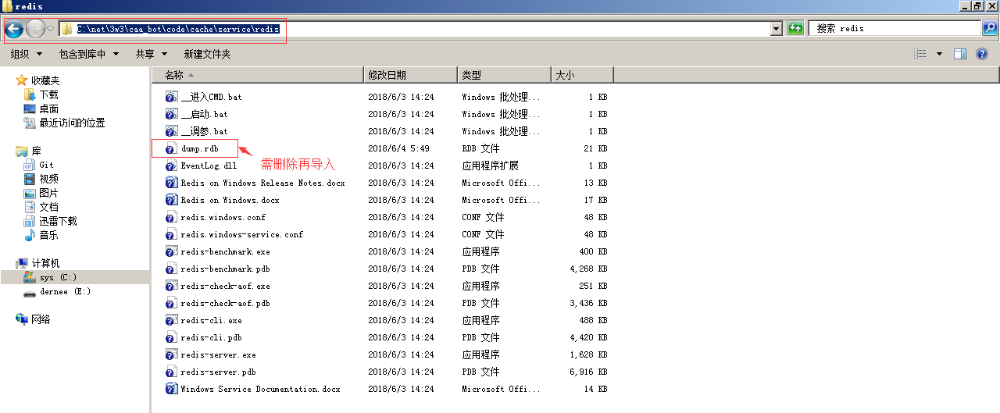 redis
C:\net\3w3\caa_bot\code\cache\service\redis
搜索 redis
组织 包含到库中 共享 新建文件夹
收藏夹
下载
桌面
最近访问的位置
库
Git
视频
图片
文档
迅雷下载
音乐
计算机
sys (C:)
dernee (E:)
网络
名称 修改日期 类型 大小
__进入CMD.bat 2018/6/3 14:24 Windows 批处理... 1 KB
__启动.bat 2018/6/3 14:24 Windows 批处理... 1 KB
__调参.bat 2018/6/3 14:24 Windows 批处理... 1 KB
dump.rdb 2018/6/4 5:49 RDB 文件 21 KB
需删除再导入
EventLog.dll 2018/6/3 14:24 应用程序扩展 1 KB
Redis on Windows Release Notes.docx 2018/6/3 14:24 Microsoft Offi... 13 KB
Redis on Windows.docx 2018/6/3 14:24 Microsoft Offi... 17 KB
redis.windows.conf 2018/6/3 14:24 CONF 文件 48 KB
redis.windows-service.conf 2018/6/3 14:24 CONF 文件 48 KB
redis-benchmark.exe 2018/6/3 14:24 应用程序 400 KB
redis-benchmark.pdb 2018/6/3 14:24 PDB 文件 4,268 KB
redis-check-aof.exe 2018/6/3 14:24 应用程序 251 KB
redis-check-aof.pdb 2018/6/3 14:24 PDB 文件 3,436 KB
redis-cli.exe 2018/6/3 14:24 应用程序 488 KB
redis-cli.pdb 2018/6/3 14:24 PDB 文件 4,420 KB
redis-server.exe 2018/6/3 14:24 应用程序 1,628 KB
redis-server.pdb 2018/6/3 14:24 PDB 文件 6,916 KB
Windows Service Documentation.docx 2018/6/3 14:24 Microsoft Offi... 14 KB